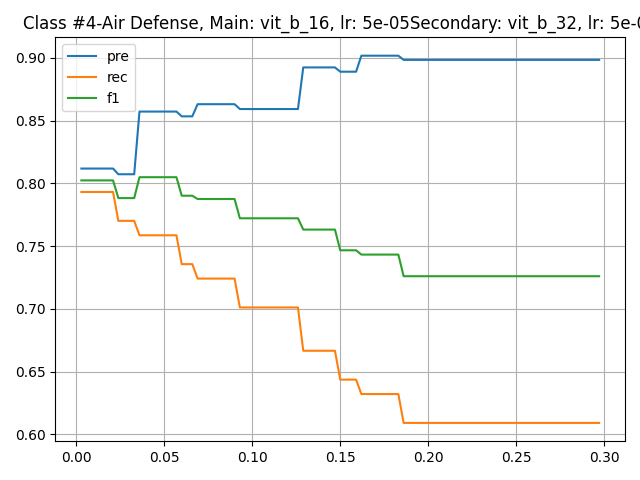 Class #4-Air Defense, Main: vit_b_16, lr: 5e-05Secondary: vit_b_32, lr: 5e-0
pre
rec
f1
0.90
0.85
0.80
0.75
0.70
0.65
0.60
0.00 0.05 0.10 0.15 0.20 0.25 0.30